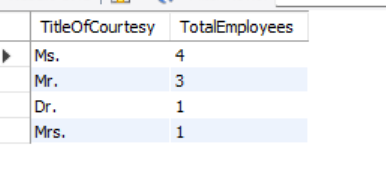 TitleOfCourtesy TotalEmployees
Ms. 4
Mr. 3
Dr. 1
Mrs. 1